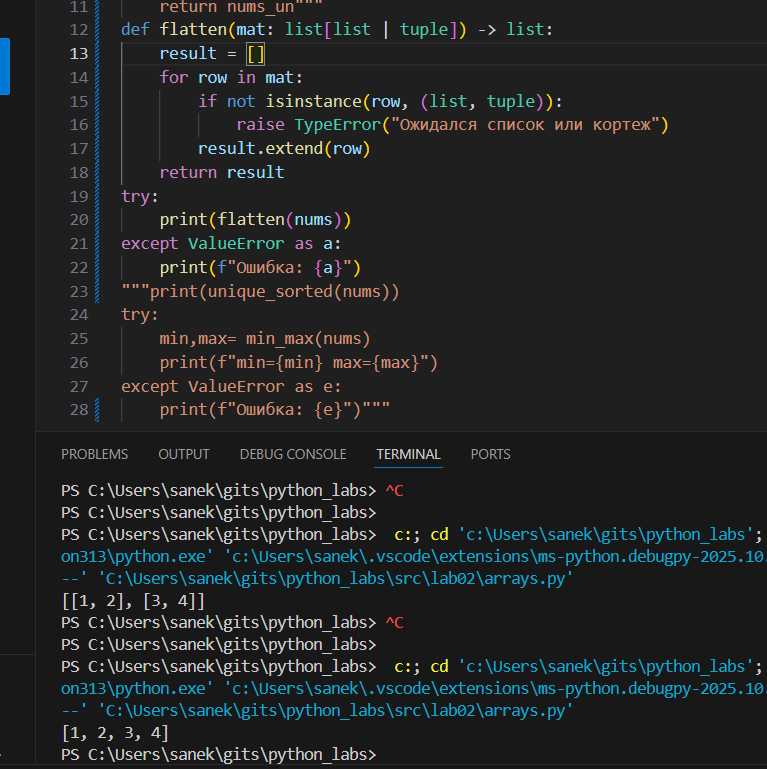 11 return nums_un"""
12 def flatten(mat: list[list | tuple]) -> list:
13 result = []
14 for row in mat:
15 if not isinstance(row, (list, tuple)):
16 raise TypeError("Ожидался список или кортеж")
17 result.extend(row)
18 return result
19 try:
20 print(flatten(nums))
21 except ValueError as a:
22 print(f"Ошибка: {a}")
23 """print(unique_sorted(nums))
24 try:
25 min,max= min_max(nums)
26 print(f"min={min} max={max}")
27 except ValueError as e:
28 print(f"Ошибка: {e}")"""
PROBLEMS OUTPUT DEBUG CONSOLE TERMINAL PORTS
PS C:\Users\sanek\gits\python_labs> ^C
PS C:\Users\sanek\gits\python_labs>
PS C:\Users\sanek\gits\python_labs> c:; cd 'c:\Users\sanek\gits\python_labs';
on313\python.exe' 'c:\Users\sanek\.vscode\extensions\ms-python.debugpy-2025.10.
--' 'C:\Users\sanek\gits\python_labs\src\lab02\arrays.py'
[[1, 2], [3, 4]]
PS C:\Users\sanek\gits\python_labs> ^C
PS C:\Users\sanek\gits\python_labs>
PS C:\Users\sanek\gits\python_labs> c:; cd 'c:\Users\sanek\gits\python_labs';
on313\python.exe' 'c:\Users\sanek\.vscode\extensions\ms-python.debugpy-2025.10.
--' 'C:\Users\sanek\gits\python_labs\src\lab02\arrays.py'
[1, 2, 3, 4]
PS C:\Users\sanek\gits\python_labs>